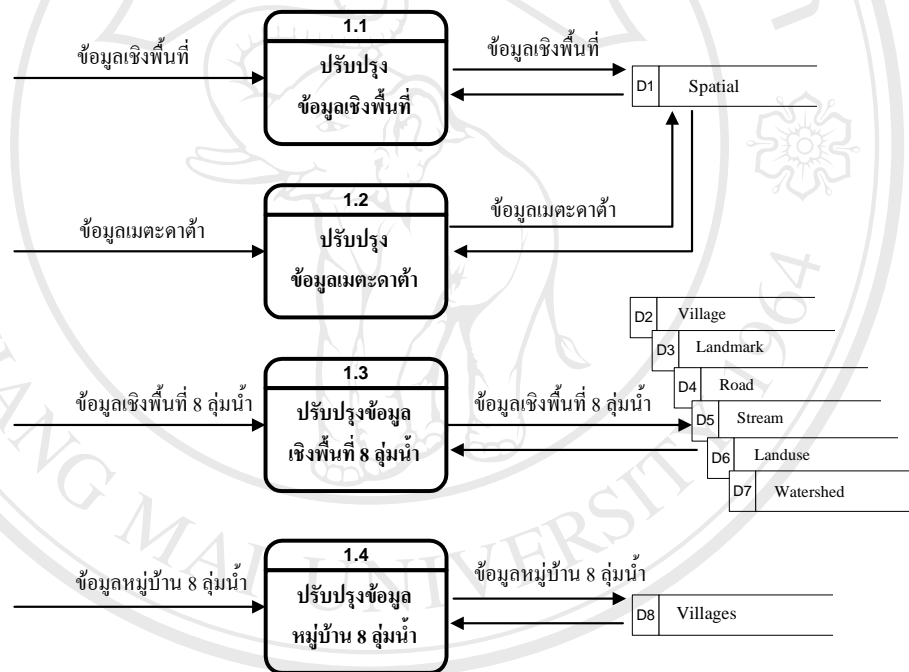 1.1
ข้อมูลเชิงพื้นที่
ปรับปรุง
ข้อมูลเชิงพื้นที่
ข้อมูลเชิงพื้นที่
D1 Spatial
1.2
ข้อมูลเมตะดาต้า
ปรับปรุง
ข้อมูลเมตะดาต้า
ข้อมูลเมตะดาต้า
D2 Village
D3 Landmark
D4 Road
D5 Stream
D6 Landuse
D7 Watershed
1.3
ข้อมูลเชิงพื้นที่ 8 ลุ่มน้ำ
ปรับปรุงข้อมูล
เชิงพื้นที่ 8 ลุ่มน้ำ
ข้อมูลเชิงพื้นที่ 8 ลุ่มน้ำ
1.4
ข้อมูลหมู่บ้าน 8 ลุ่มน้ำ
ปรับปรุงข้อมูล
หมู่บ้าน 8 ลุ่มน้ำ
ข้อมูลหมู่บ้าน 8 ลุ่มน้ำ
D8 Villages
IANG MAI UNIVERSIT 1964